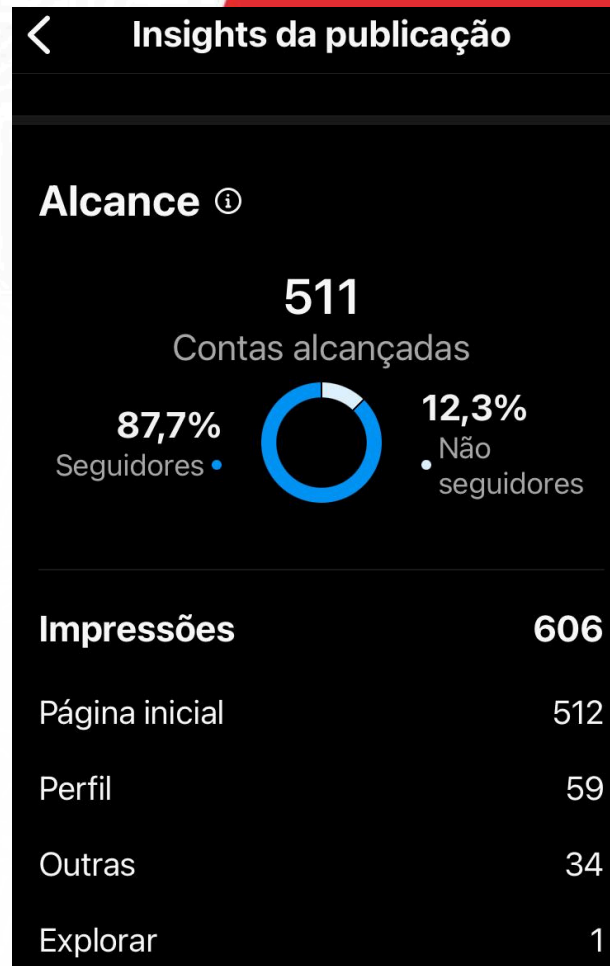 Insights da publicação
Alcance
511
Contas alcançadas
87,7%
Seguidores
12,3%
Não
seguidores
Impressões 606
Página inicial 512
Perfil 59
Outras 34
Explorar 1